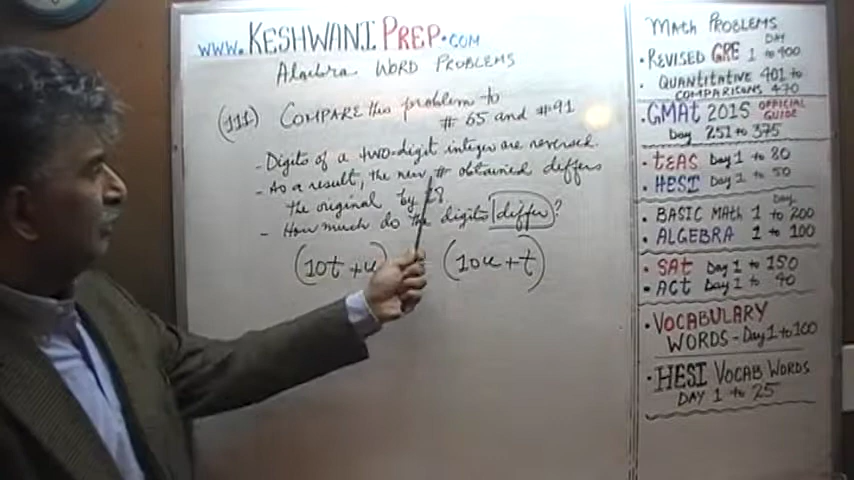 www.KESHWANI PREP.COM
Algebra WORD PROBLEMS
(111) COMPARE this problem to
# 65 and #91
- Digits of a two-digit integer are reversed.
- As a result, the new # obtained differs
the original by 8
- How much do the digits differ?
(10t + u) (10u + t)
MATH PROBLEMS
DAY
• REVISED GRE 1 to 400
• QUANTITATIVE 401 to
COMPARISONS 470
• GMAT 2015 OFFICIAL
GUIDE
Day 251 to 375
• TEAS Day 1 to 80
• HESI Day 1 to 50
DAY
• BASIC MATH 1 to 200
• ALGEBRA 1 to 100
• SAT Day 1 to 150
• ACT Day 1 to 40
• VOCABULARY
WORDS - Day 1 to 100
• HESI VOCAB WORDS
DAY 1 to 25